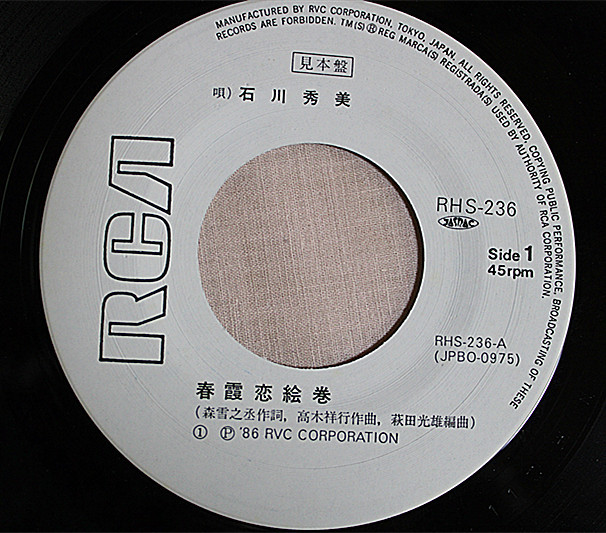 MANUFACTURED BY RVC CORPORATION, TOKYO, JAPAN. ALL RIGHTS RESERVED, COPYING PUBLIC PERFORMANCE, BROADCASTING OF THESE
RECORDS ARE FORBIDDEN. TM(S) ® REG MARCA(S) REGISTRADA(S) USED BY AUTHORITY OF RCA CORPORATION.
見本盤
唄) 石川秀美
RCA
RHS-236
JASRAC
Side 1
45rpm
RHS-236-A
(JPBO-0975)
春霞恋絵巻
(森雪之丞作詞, 高木祥行作曲, 萩田光雄編曲)
① Ⓟ '86 RVC CORPORATION